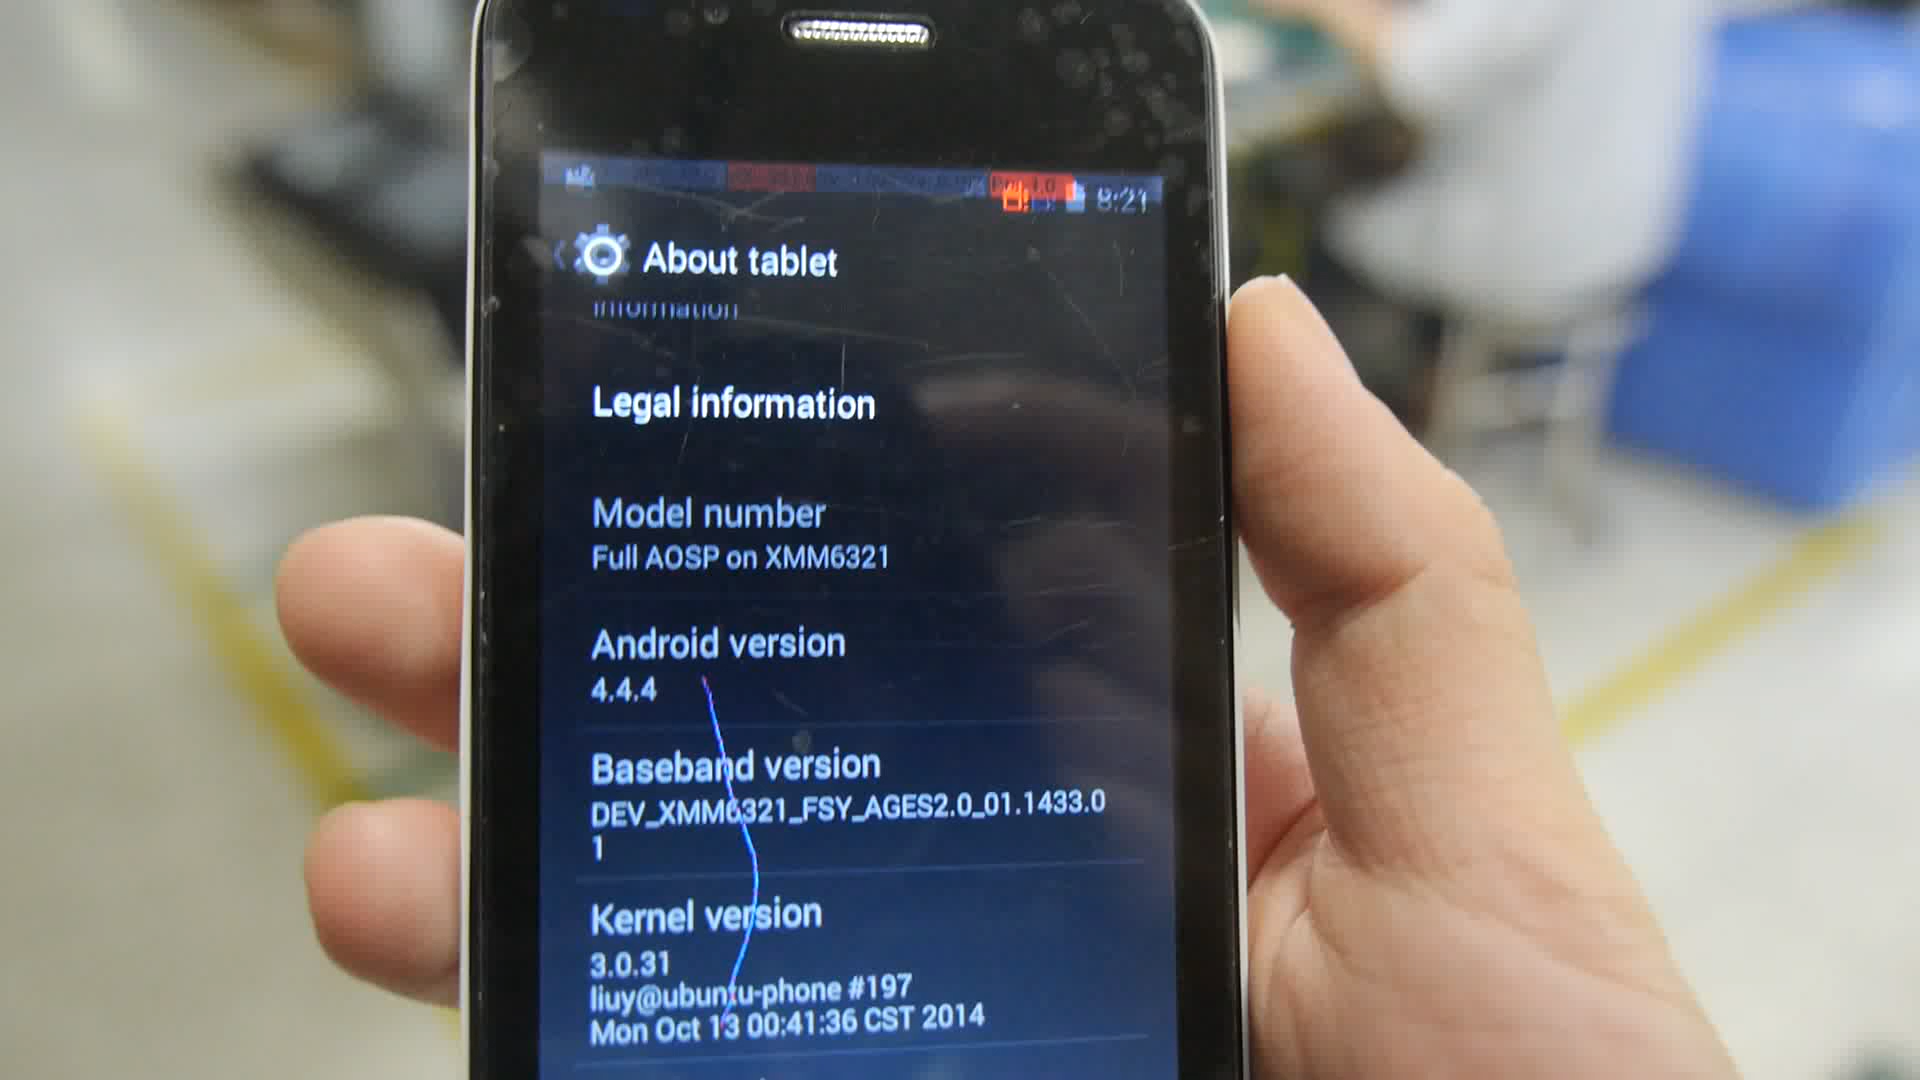 8:21
About tablet
information
Legal information
Model number
Full AOSP on XMM6321
Android version
4.4.4
Baseband version
DEV_XMM6321_FSY_AGES2.0_01.1433.0
1
Kernel version
3.0.31
liuy@ubuntu-phone #197
Mon Oct 13 00:41:36 CST 2014